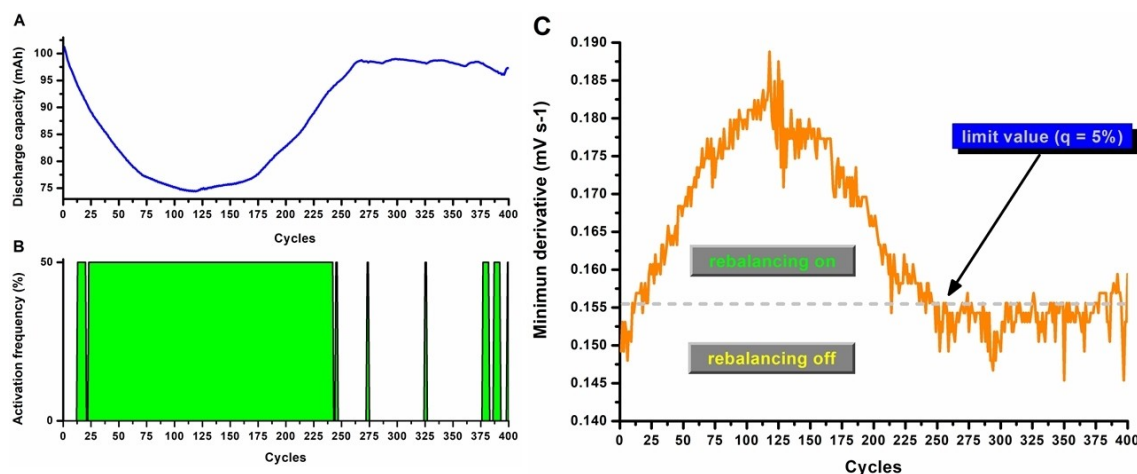 A
Discharge capacity (mAh)
100
95
90
85
80
75
0 25 50 75 100 125 150 175 200 225 250 275 300 325 350 375 400
Cycles
B
Activation frequency (%)
50
0
0 25 50 75 100 125 150 175 200 225 250 275 300 325 350 375 400
Cycles
C
Minimun derivative (mV s-1)
0.190
0.185
0.180
0.175
0.170
0.165
0.160
0.155
0.150
0.145
0.140
limit value (q = 5%)
rebalancing on
rebalancing off
0 25 50 75 100 125 150 175 200 225 250 275 300 325 350 375 400
Cycles